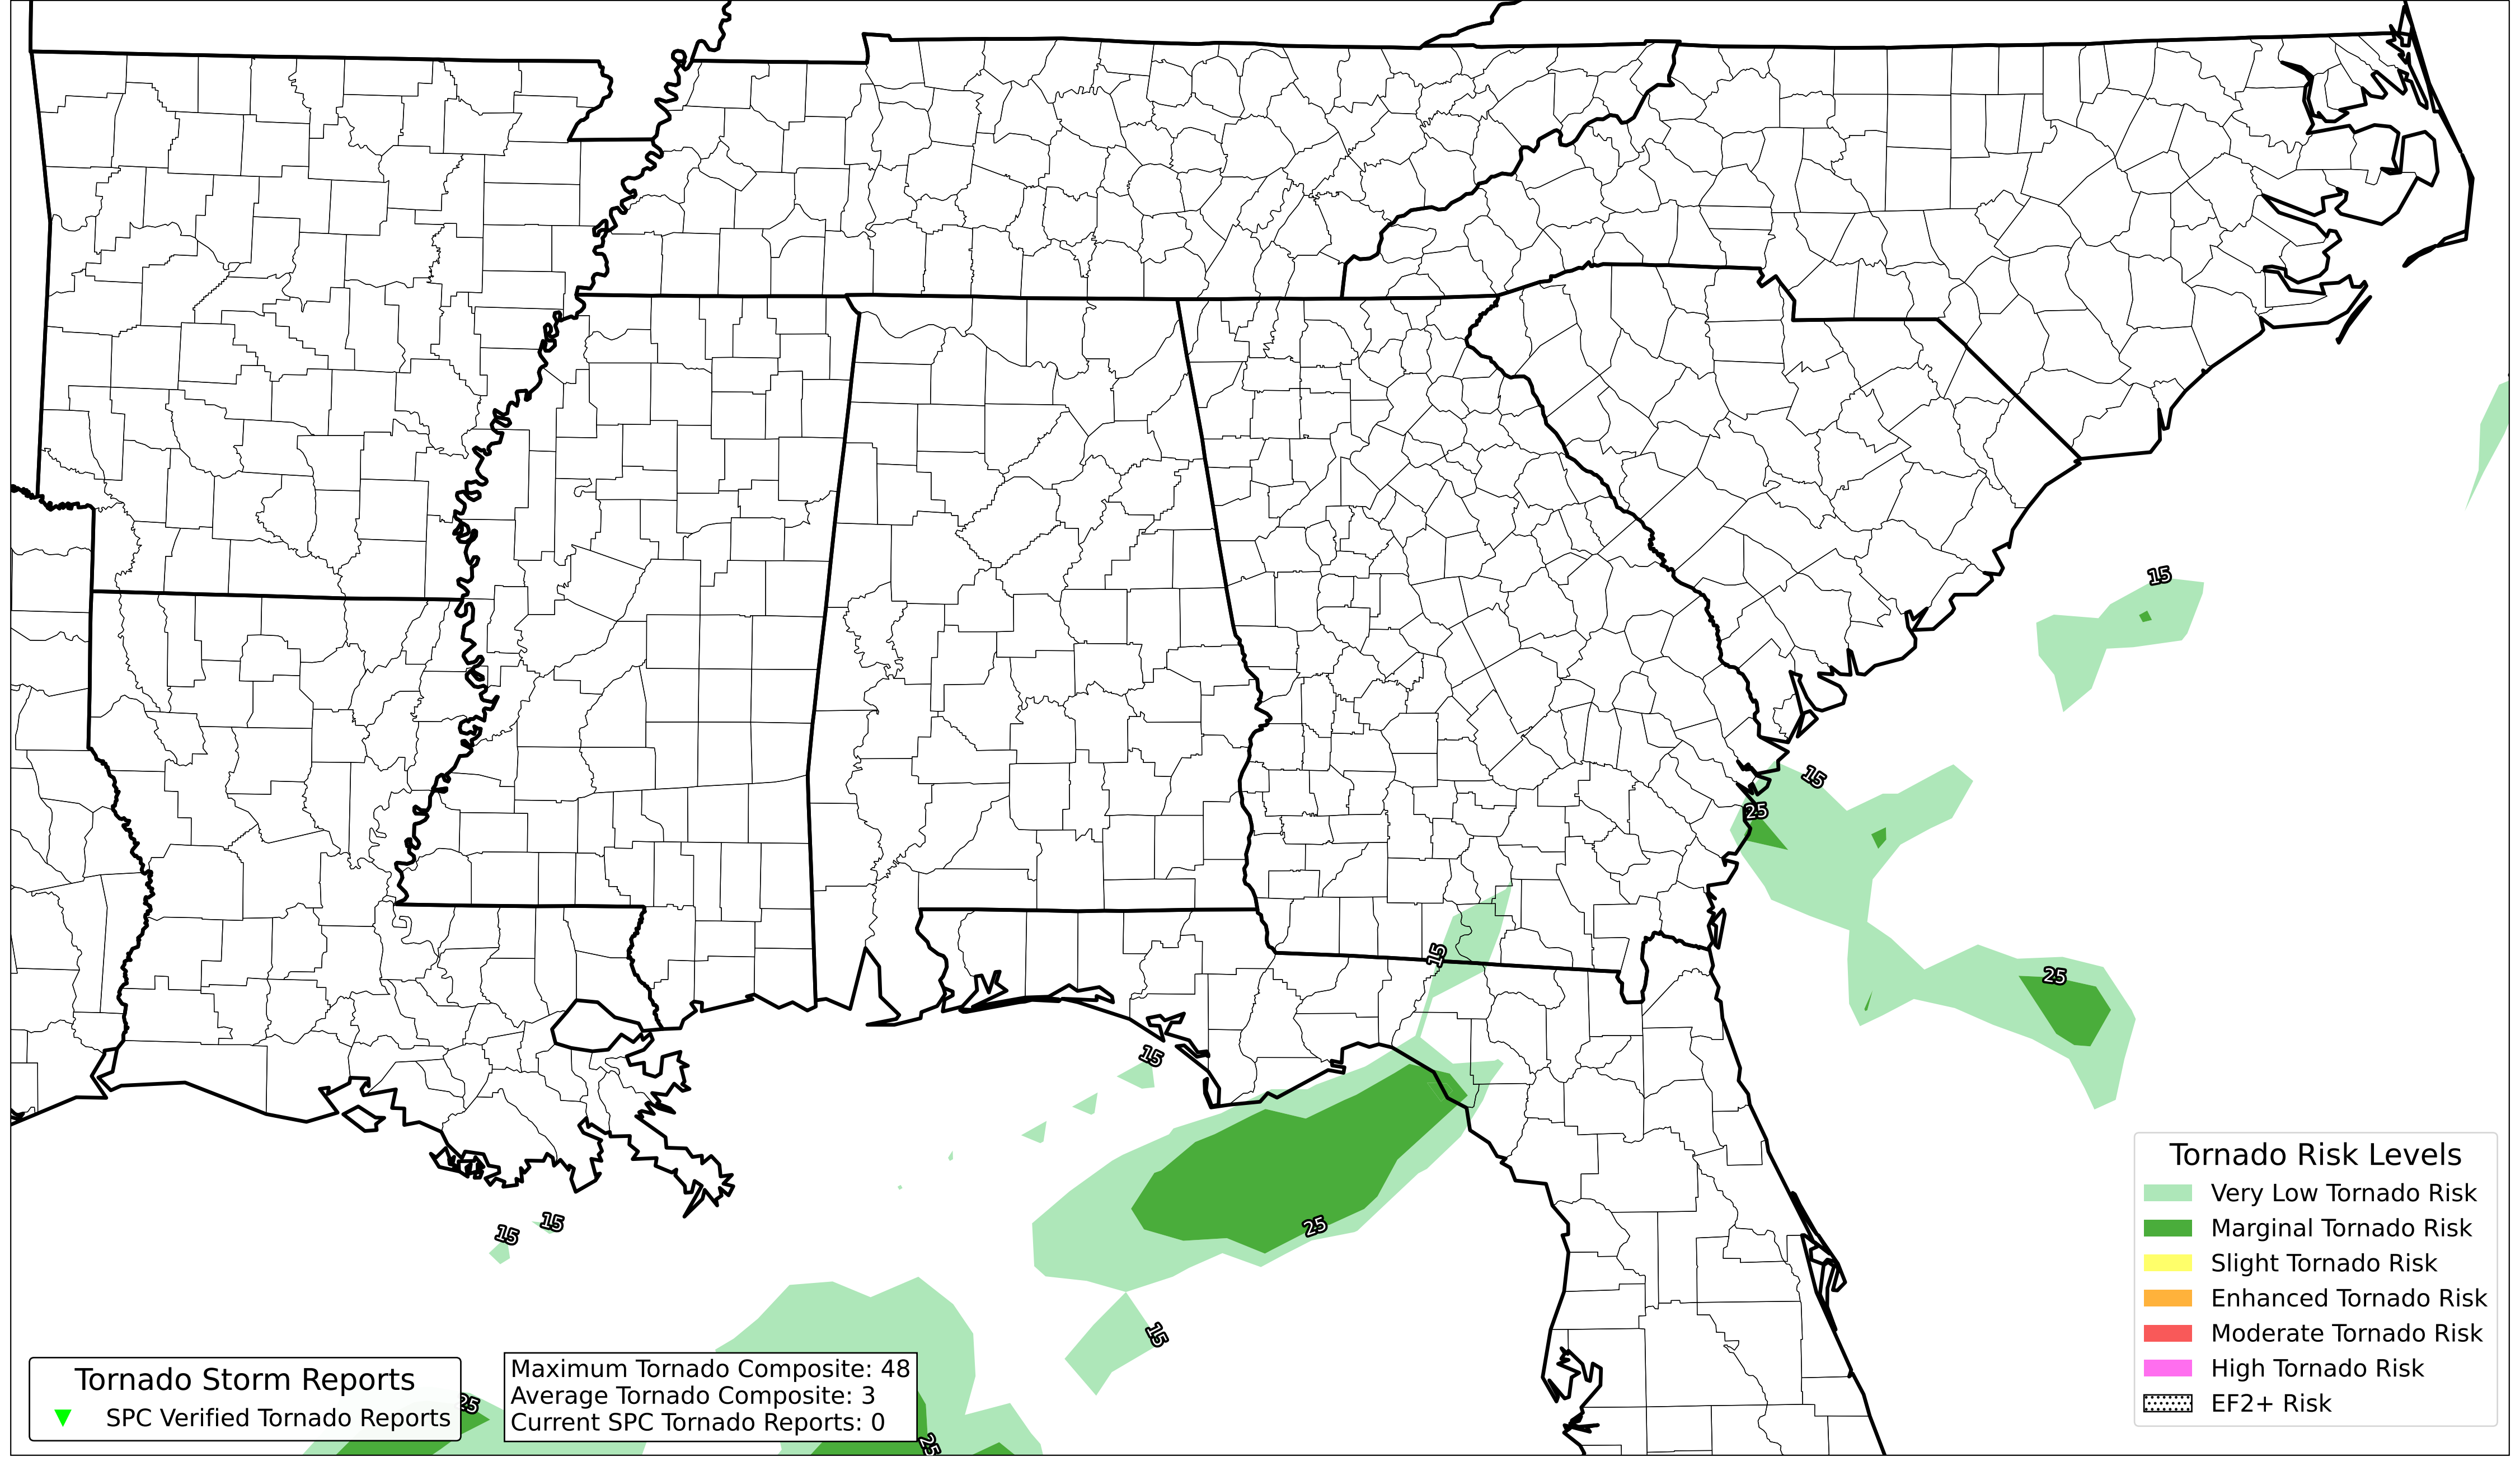 15
15
25
15
25
15
25
15
15
15
25
25
Tornado Risk Levels
Very Low Tornado Risk
Marginal Tornado Risk
Slight Tornado Risk
Enhanced Tornado Risk
Moderate Tornado Risk
High Tornado Risk
EF2+ Risk
Tornado Storm Reports
SPC Verified Tornado Reports
Maximum Tornado Composite: 48
Average Tornado Composite: 3
Current SPC Tornado Reports: 0